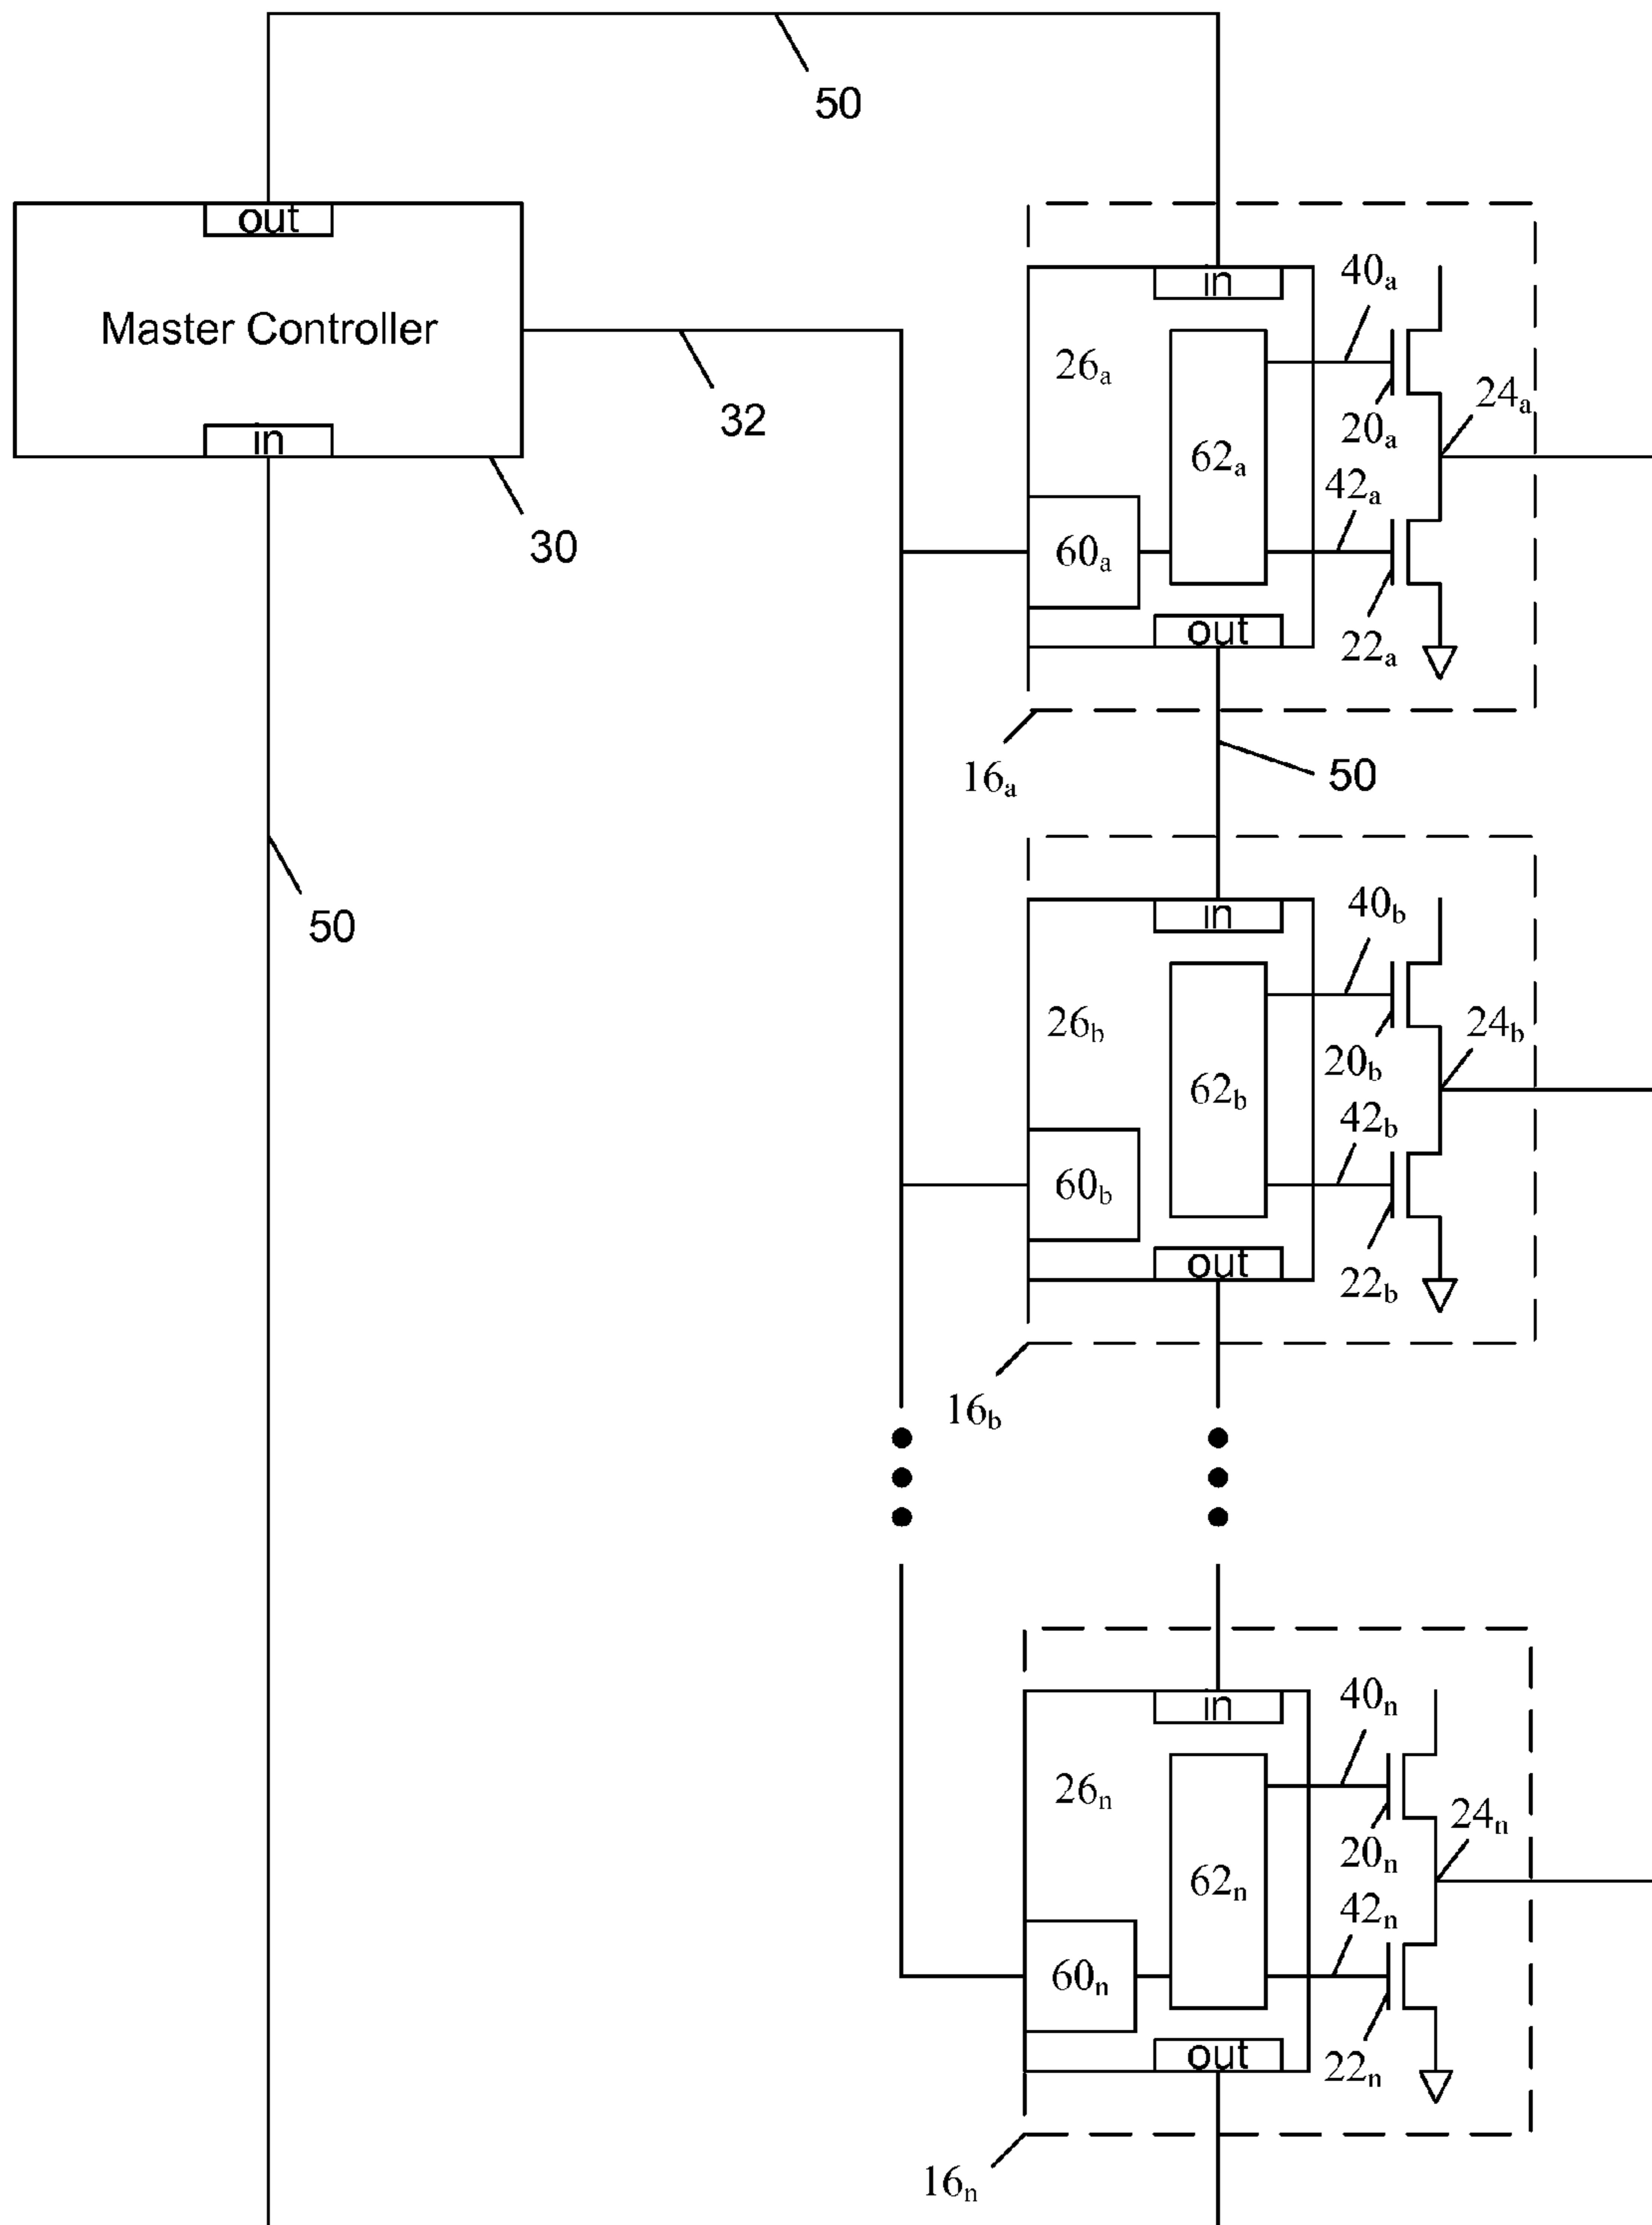 50
out
Master Controller
in
30
32
in
26a
62a
60a
out
40a
20a
24a
42a
22a
16a
50
50
in
26b
62b
60b
out
40b
20b
24b
42b
22b
16b
in
26n
62n
60n
out
40n
20n
24n
42n
22n
16n